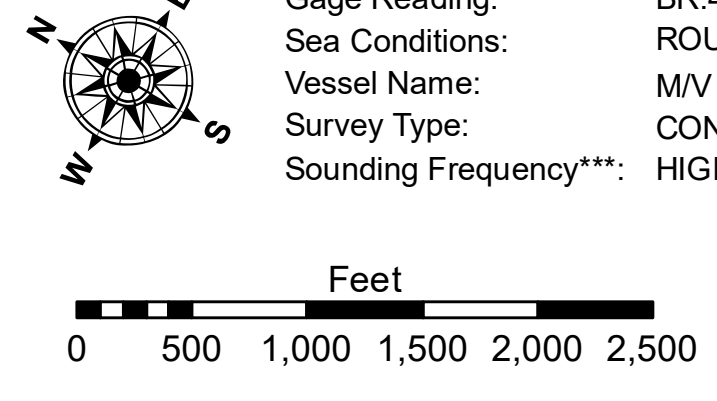 N
S
W
Gage Reading:
Sea Conditions:
Vessel Name: M/V
Survey Type:
Sounding Frequency***:
Feet
0 500 1,000 1,500 2,000 2,500